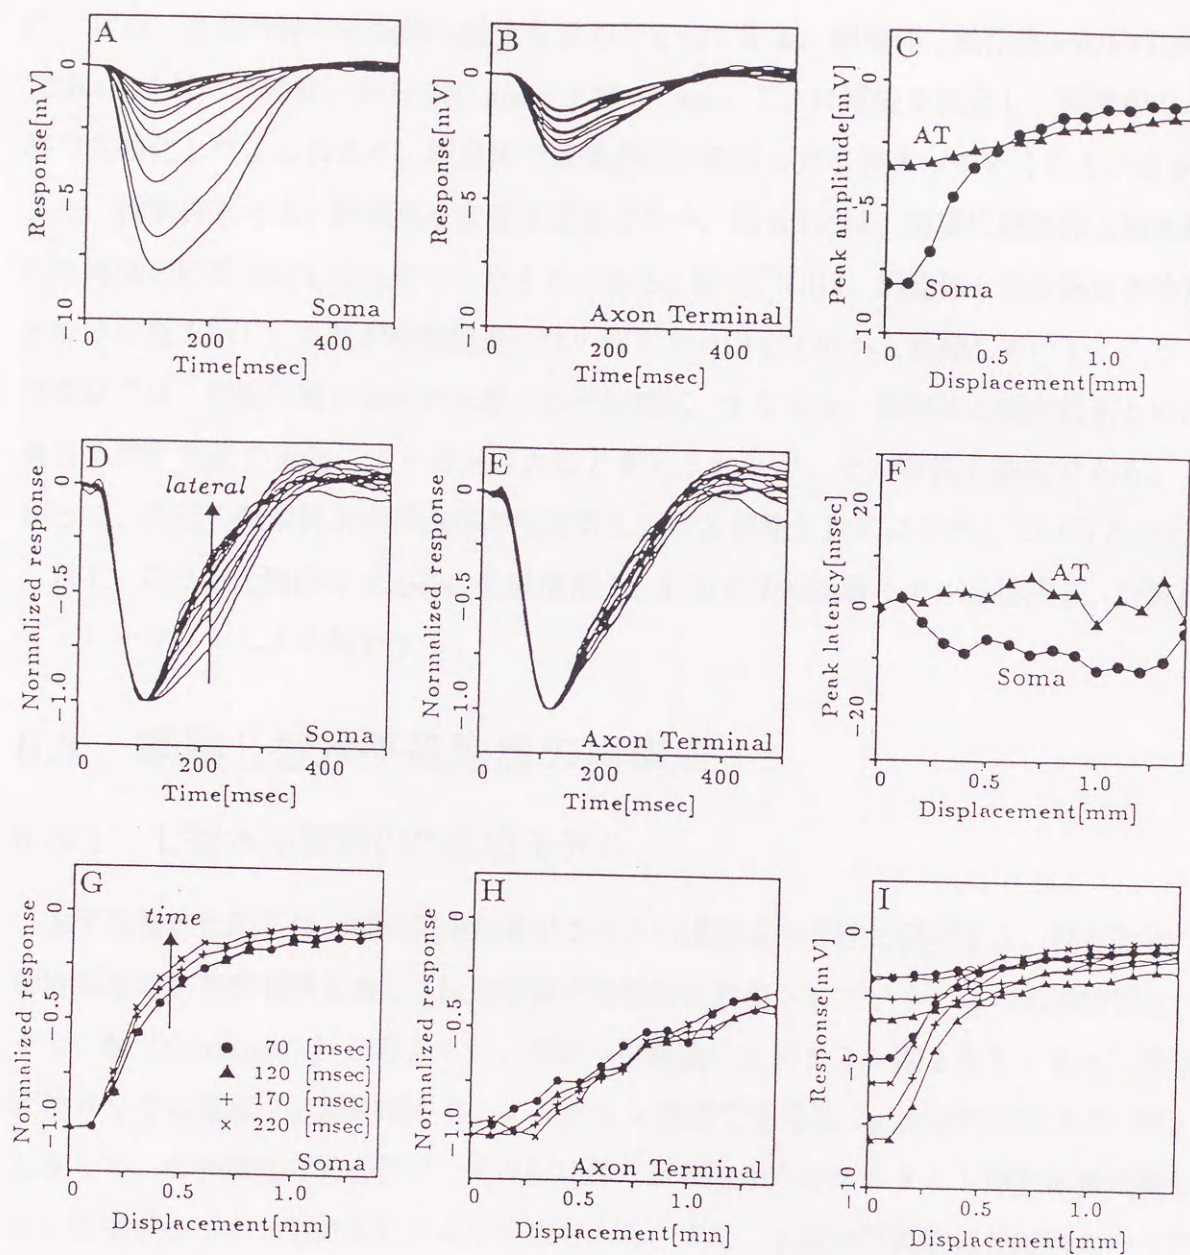 A
Response[mV]
0
−5
−10
0
200
400
Time[msec]
Soma
B
Response[mV]
0
−5
−10
0
200
400
Time[msec]
Axon Terminal
C
Peak amplitude[mV]
0
−5
−10
AT
Soma
0
0.5
1.0
Displacement[mm]
D
Normalized response
0
−0.5
−1.0
lateral
0
200
400
Time[msec]
Soma
E
Normalized response
0
−0.5
−1.0
0
200
400
Time[msec]
Axon Terminal
F
Peak latency[msec]
20
0
−20
AT
Soma
0
0.5
1.0
Displacement[mm]
G
Normalized response
0
−0.5
−1.0
time
70 [msec]
120 [msec]
170 [msec]
220 [msec]
Soma
0
0.5
1.0
Displacement[mm]
H
Normalized response
0
−0.5
−1.0
Axon Terminal
0
0.5
1.0
Displacement[mm]
I
Response[mV]
0
−5
−10
0
0.5
1.0
Displacement[mm]